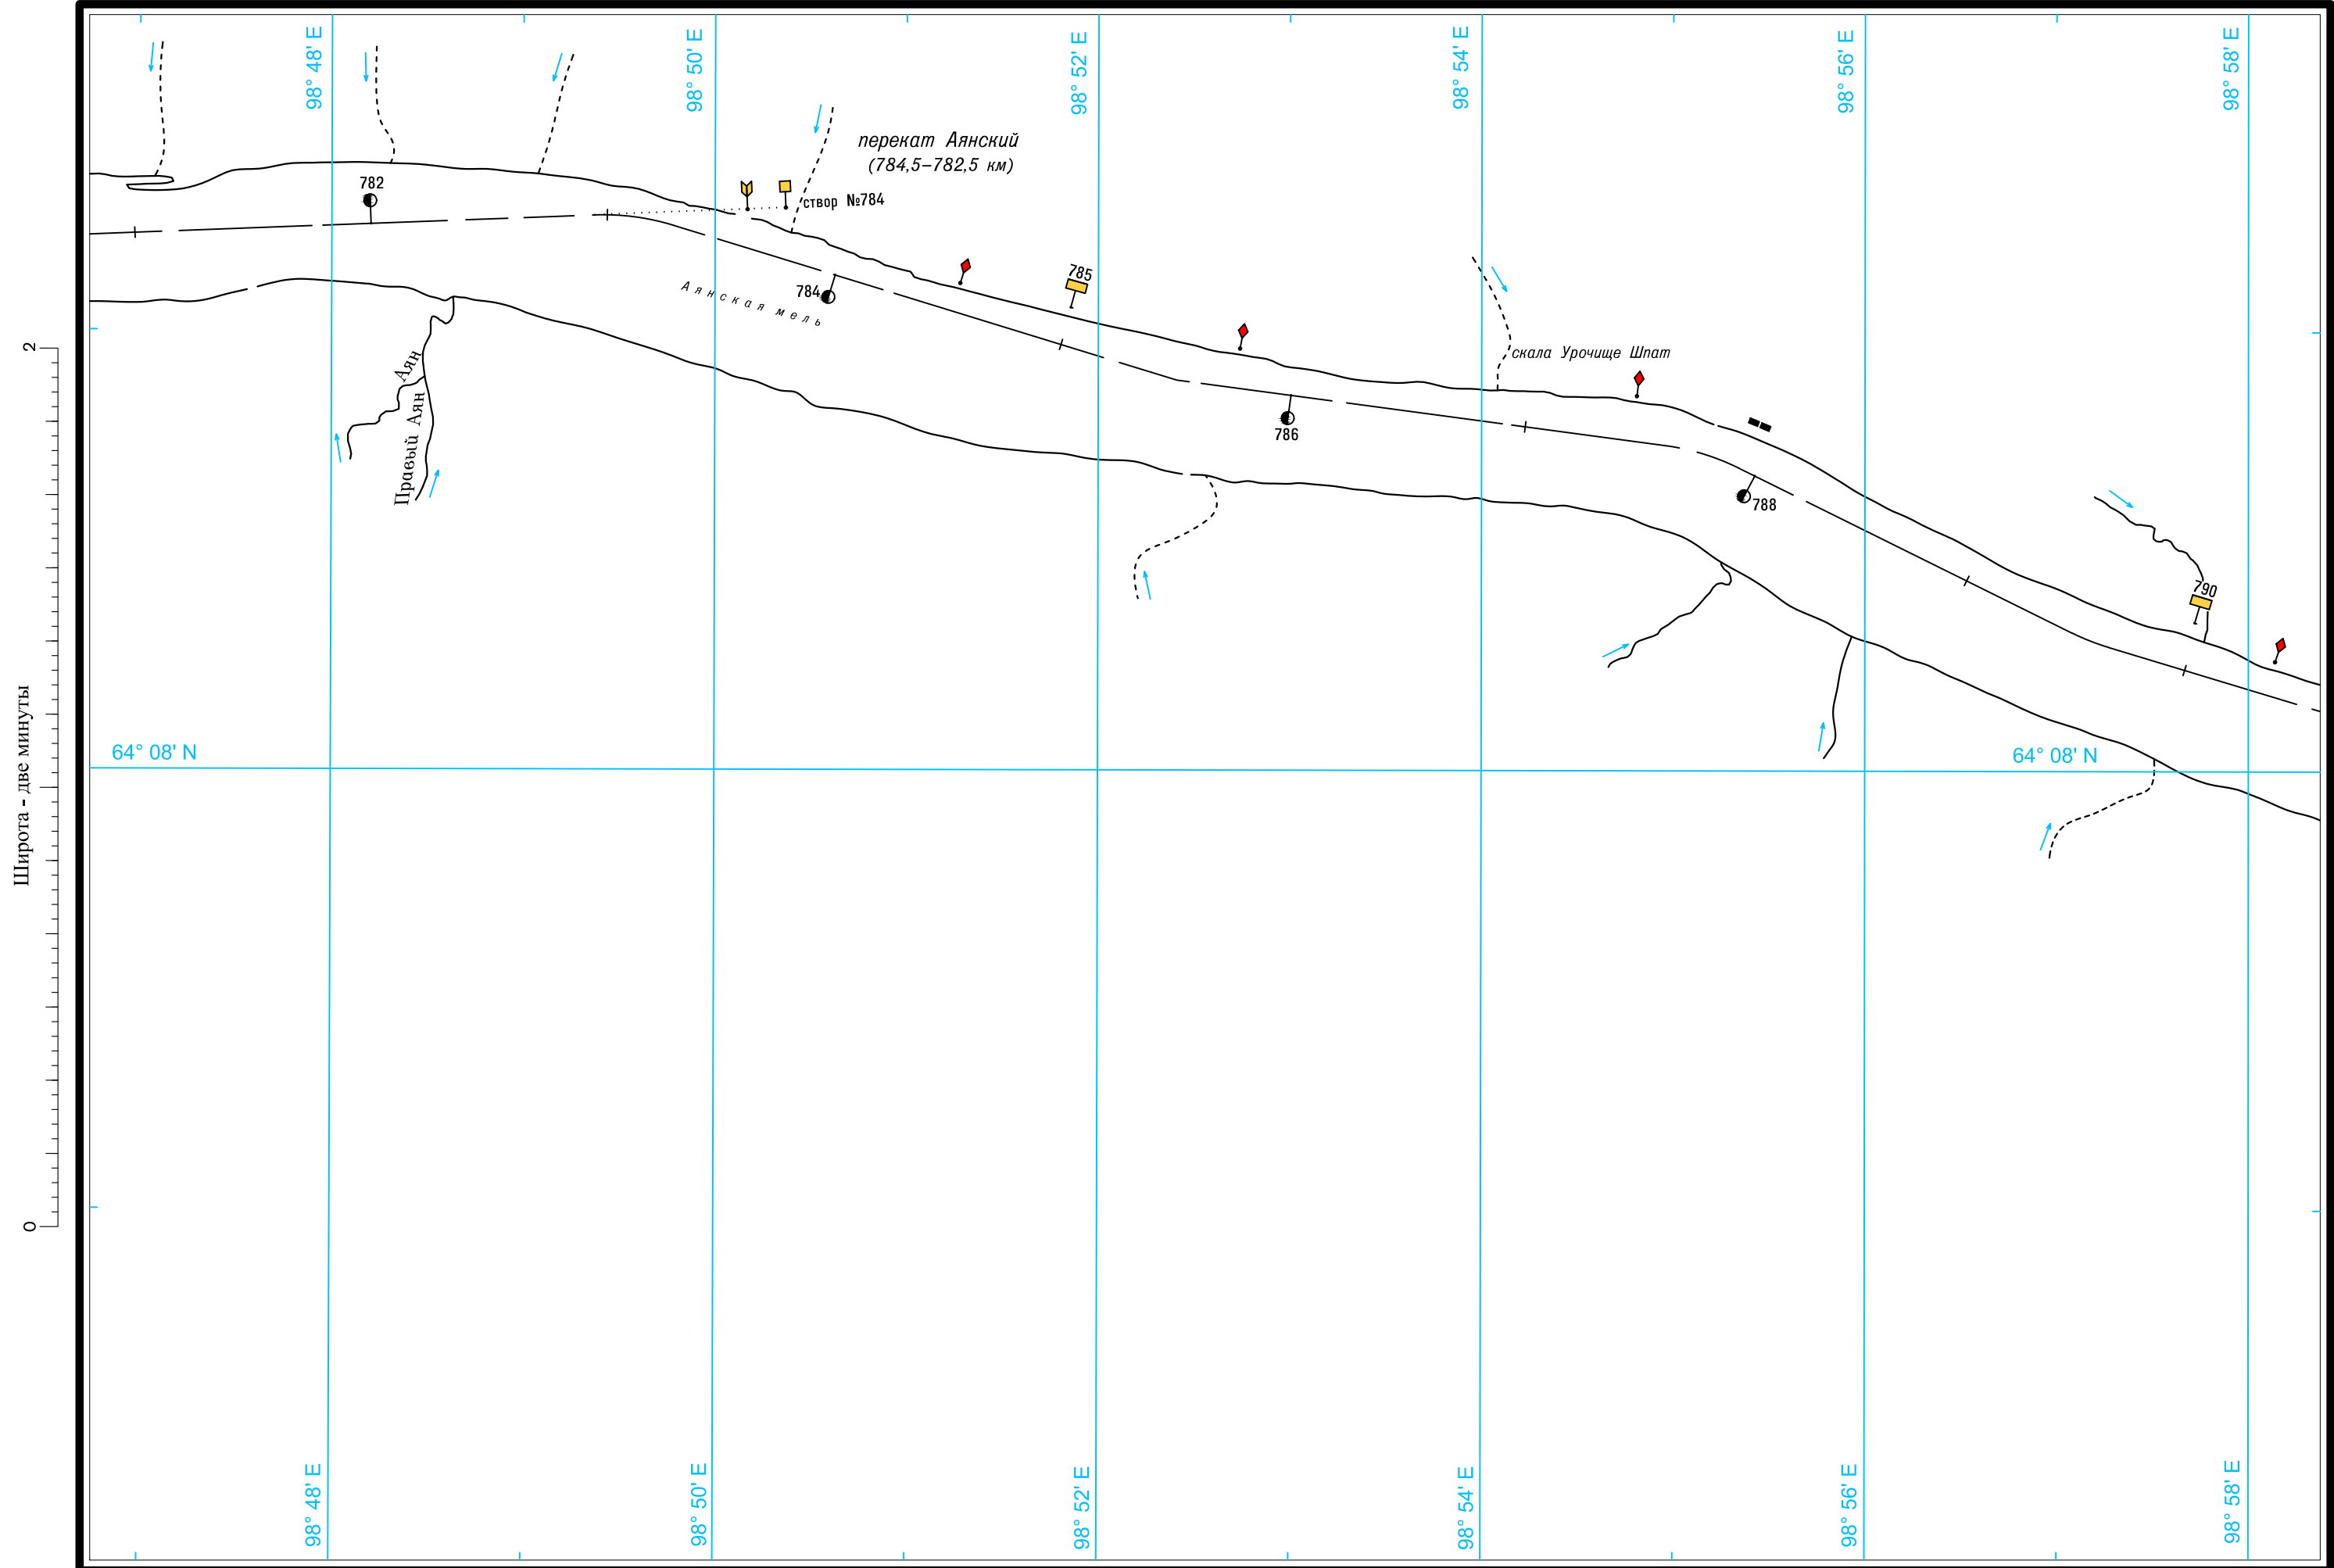 98° 48' E
98° 50' E
98° 52' E
98° 54' E
98° 56' E
98° 58' E
перекат Аянский
(784,5–782,5 км)
782
створ №784
785
784
Аянская мель
2
скала Урочище Шпат
Аян
Правый Аян
786
788
790
Широта - две минуты
64° 08' N
64° 08' N
0
98° 48' E
98° 50' E
98° 52' E
98° 54' E
98° 56' E
98° 58' E